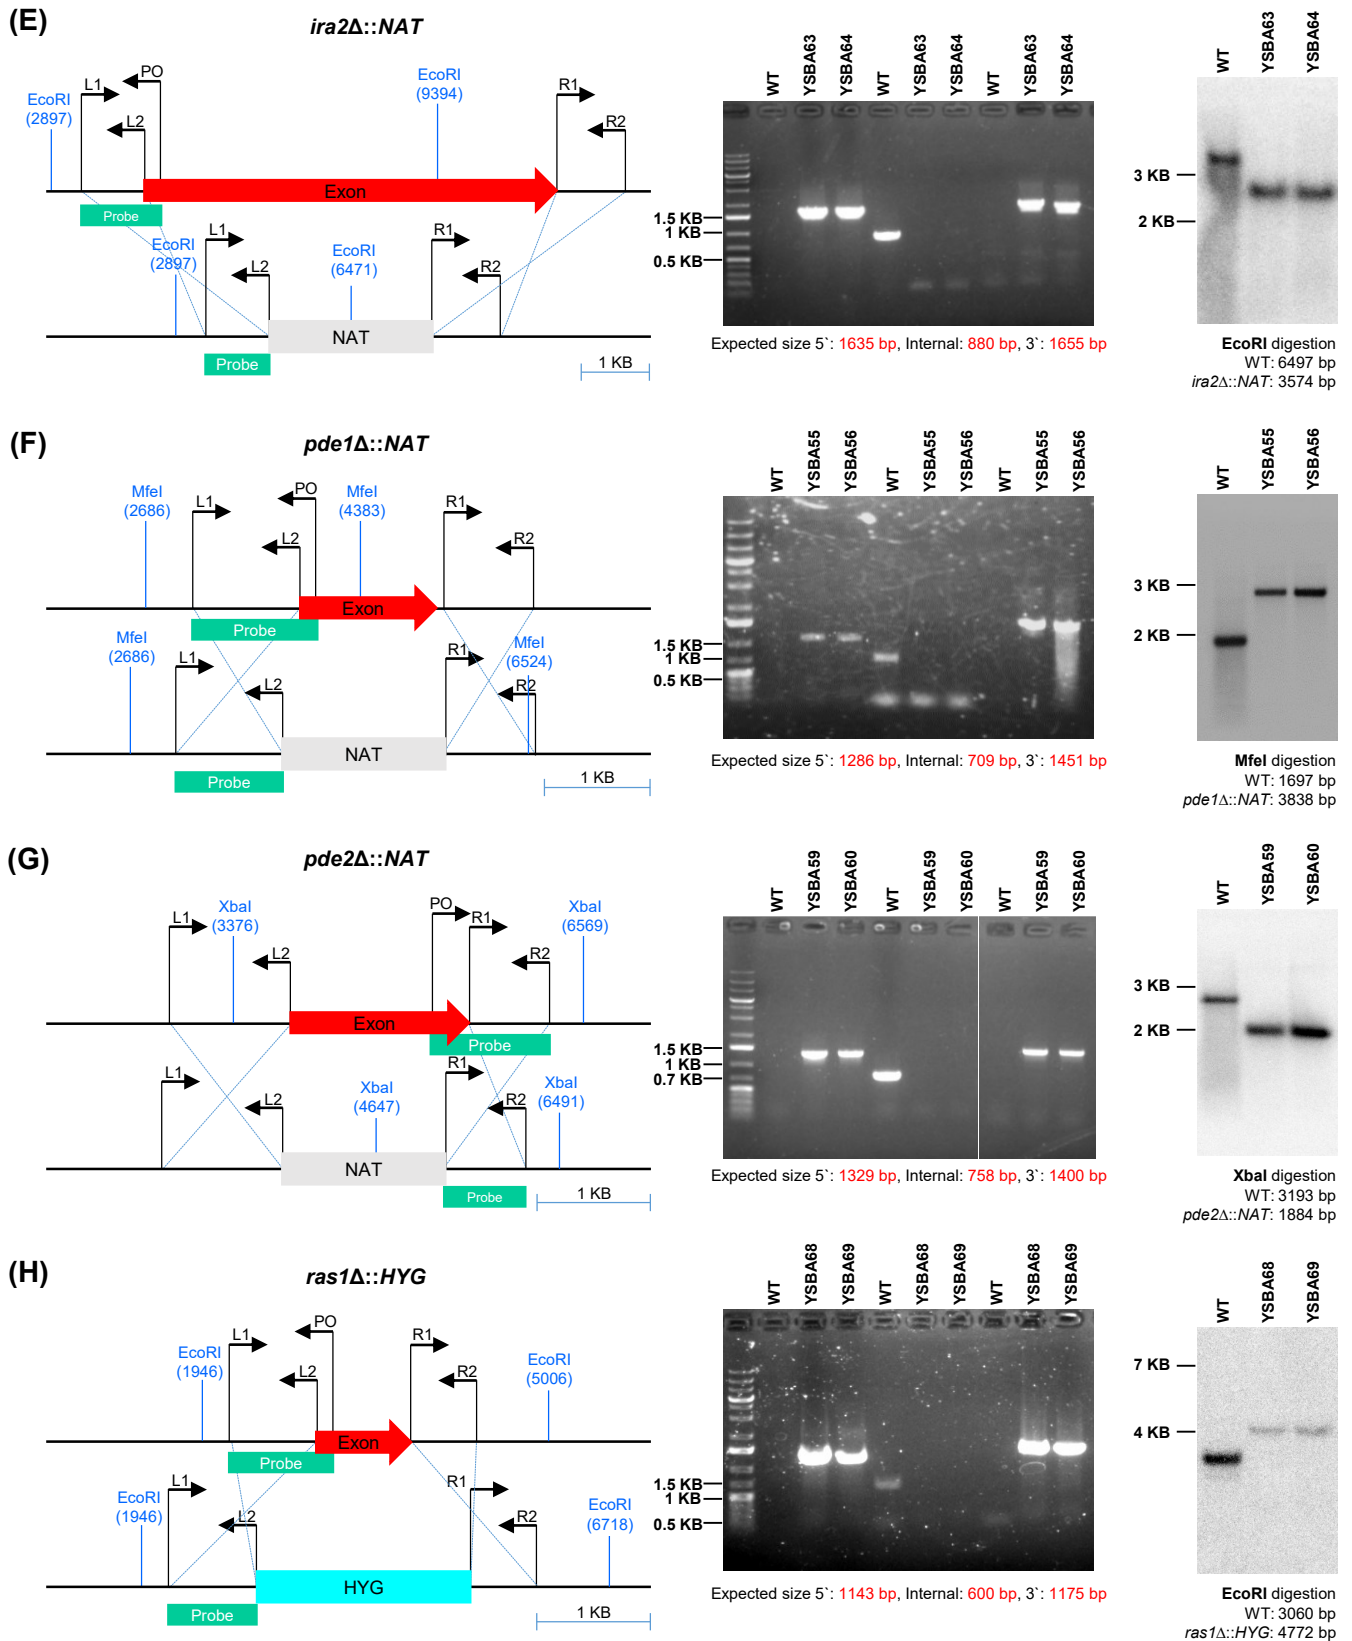 (E)
ira2Δ::NAT
EcoRI
(2897)
L1
PO
L2
EcoRI
(9394)
R1
R2
Exon
Probe
EcoRI
(2897)
L1
L2
EcoRI
(6471)
R1
R2
NAT
Probe
1 KB
WT
YSBA63
YSBA64
WT
YSBA63
YSBA64
WT
YSBA63
YSBA64
1.5 KB
1 KB
0.5 KB
Expected size 5`: 1635 bp, Internal: 880 bp, 3`: 1655 bp
WT
YSBA63
YSBA64
3 KB
2 KB
EcoRI digestion
WT: 6497 bp
ira2Δ::NAT: 3574 bp
(F)
pde1Δ::NAT
MfeI
(2686)
L1
PO
L2
MfeI
(4383)
R1
R2
Exon
Probe
MfeI
(2686)
L1
L2
R1
MfeI
(6524)
R2
NAT
Probe
1 KB
WT
YSBA55
YSBA56
WT
YSBA55
YSBA56
WT
YSBA55
YSBA56
1.5 KB
1 KB
0.5 KB
Expected size 5`: 1286 bp, Internal: 709 bp, 3`: 1451 bp
WT
YSBA55
YSBA56
3 KB
2 KB
MfeI digestion
WT: 1697 bp
pde1Δ::NAT: 3838 bp
(G)
pde2Δ::NAT
L1
XbaI
(3376)
L2
PO
R1
R2
XbaI
(6569)
Exon
Probe
L1
L2
XbaI
(4647)
R1
R2
XbaI
(6491)
NAT
Probe
1 KB
WT
YSBA59
YSBA60
WT
YSBA59
YSBA60
WT
YSBA59
YSBA60
1.5 KB
1 KB
0.7 KB
Expected size 5`: 1329 bp, Internal: 758 bp, 3`: 1400 bp
WT
YSBA59
YSBA60
3 KB
2 KB
XbaI digestion
WT: 3193 bp
pde2Δ::NAT: 1884 bp
(H)
ras1Δ::HYG
EcoRI
(1946)
L1
PO
L2
R1
R2
EcoRI
(5006)
Exon
Probe
EcoRI
(1946)
L1
L2
R1
R2
EcoRI
(6718)
HYG
Probe
1 KB
WT
YSBA68
YSBA69
WT
YSBA68
YSBA69
WT
YSBA68
YSBA69
1.5 KB
1 KB
0.5 KB
Expected size 5`: 1143 bp, Internal: 600 bp, 3`: 1175 bp
WT
YSBA68
YSBA69
7 KB
4 KB
EcoRI digestion
WT: 3060 bp
ras1Δ::HYG: 4772 bp